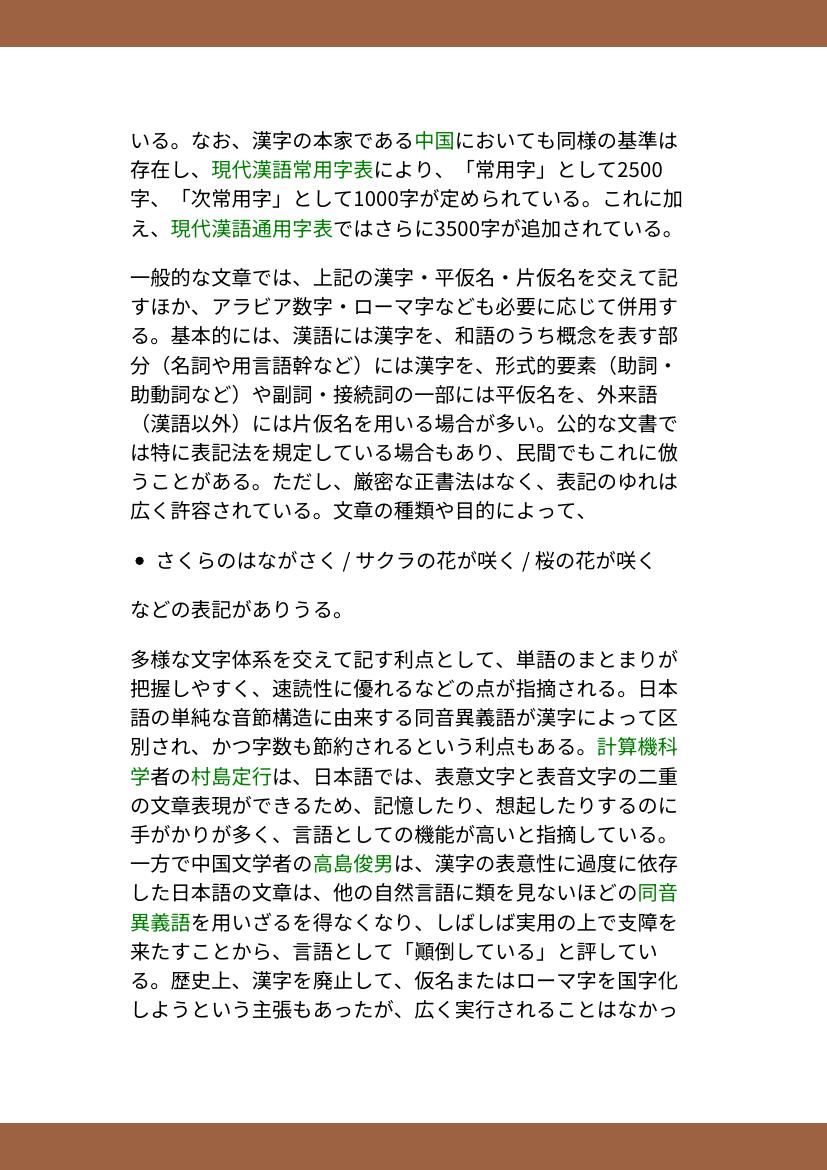 いる。なお、漢字の本家である中国においても同様の基準は
存在し、現代漢語常用字表により、「常用字」として2500
字、「次常用字」として1000字が定められている。これに加
え、現代漢語通用字表ではさらに3500字が追加されている。
一般的な文章では、上記の漢字・平仮名・片仮名を交えて記
すほか、アラビア数字・ローマ字なども必要に応じて併用す
る。基本的には、漢語には漢字を、和語のうち概念を表す部
分（名詞や用言語幹など）には漢字を、形式的要素（助詞・
助動詞など）や副詞・接続詞の一部には平仮名を、外来語
（漢語以外）には片仮名を用いる場合が多い。公的な文書で
は特に表記法を規定している場合もあり、民間でもこれに倣
うことがある。ただし、厳密な正書法はなく、表記のゆれは
広く許容されている。文章の種類や目的によって、
• さくらのはながさく / サクラの花が咲く / 桜の花が咲く
などの表記がありうる。
多様な文字体系を交えて記す利点として、単語のまとまりが
把握しやすく、速読性に優れるなどの点が指摘される。日本
語の単純な音節構造に由来する同音異義語が漢字によって区
別され、かつ字数も節約されるという利点もある。計算機科
学者の村島定行は、日本語では、表意文字と表音文字の二重
の文章表現ができるため、記憶したり、想起したりするのに
手がかりが多く、言語としての機能が高いと指摘している。
一方で中国文学者の高島俊男は、漢字の表意性に過度に依存
した日本語の文章は、他の自然言語に類を見ないほどの同音
異義語を用いざるを得なくなり、しばしば実用の上で支障を
来たすことから、言語として「顚倒している」と評してい
る。歴史上、漢字を廃止して、仮名またはローマ字を国字化
しようという主張もあったが、広く実行されることはなかっ